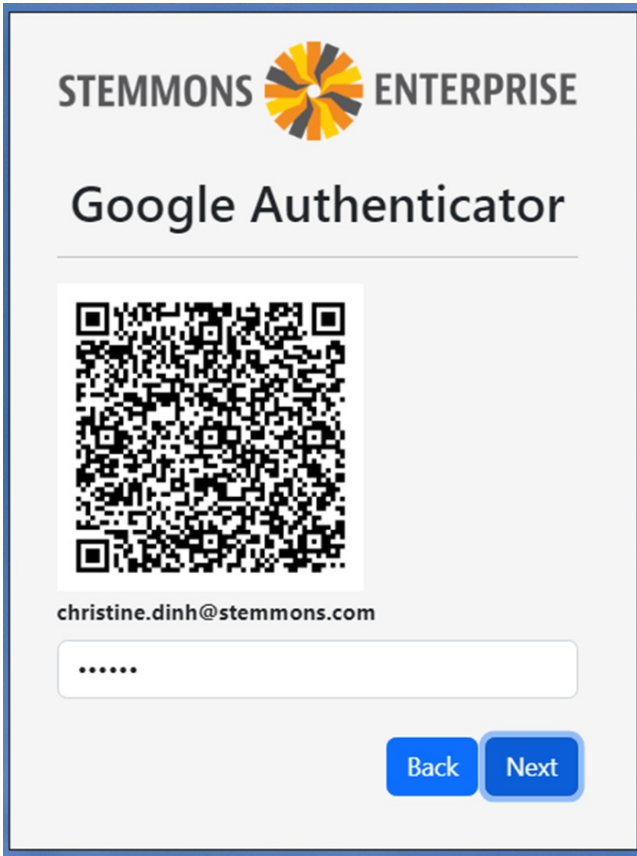 STEMMONS ENTERPRISE
Google Authenticator
christine.dinh@stemmons.com
••••••
Back Next